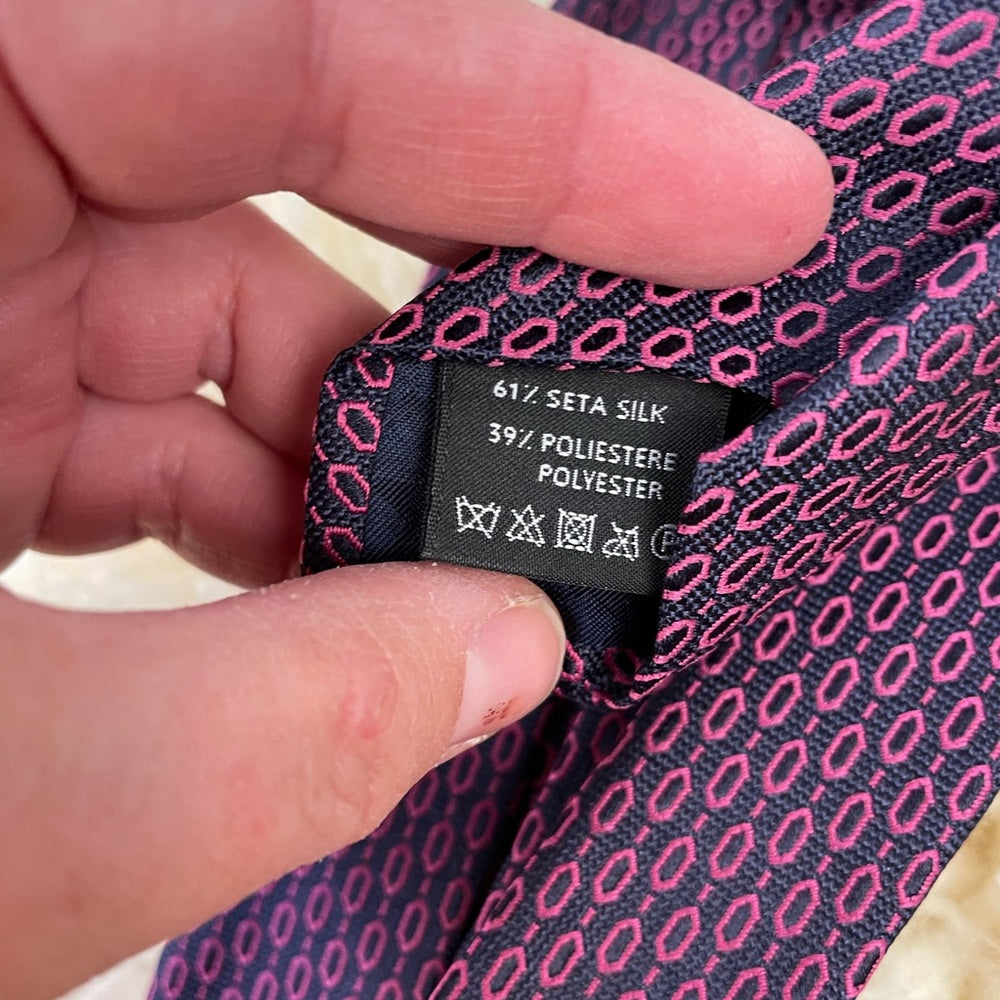 61% SETA SILK
39% POLIESTERE
POLYESTER
P